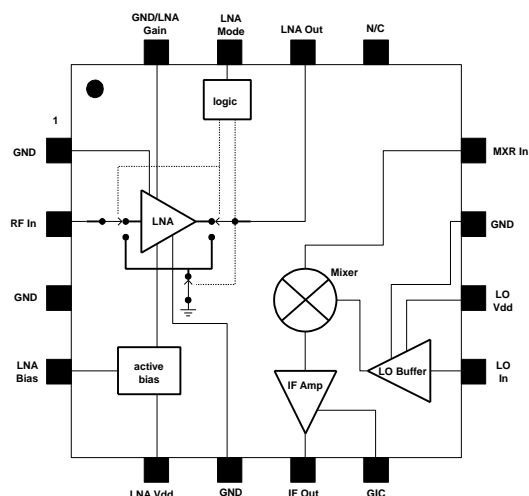 GND/LNA
Gain
LNA
Mode
LNA Out
N/C
logic
1
GND
MXR In
RF In
LNA
GND
Mixer
GND
LO
Vdd
LNA
Bias
active
bias
IF Amp
LO Buffer
LO
In
LNA Vdd
GND
IF Out
GIC